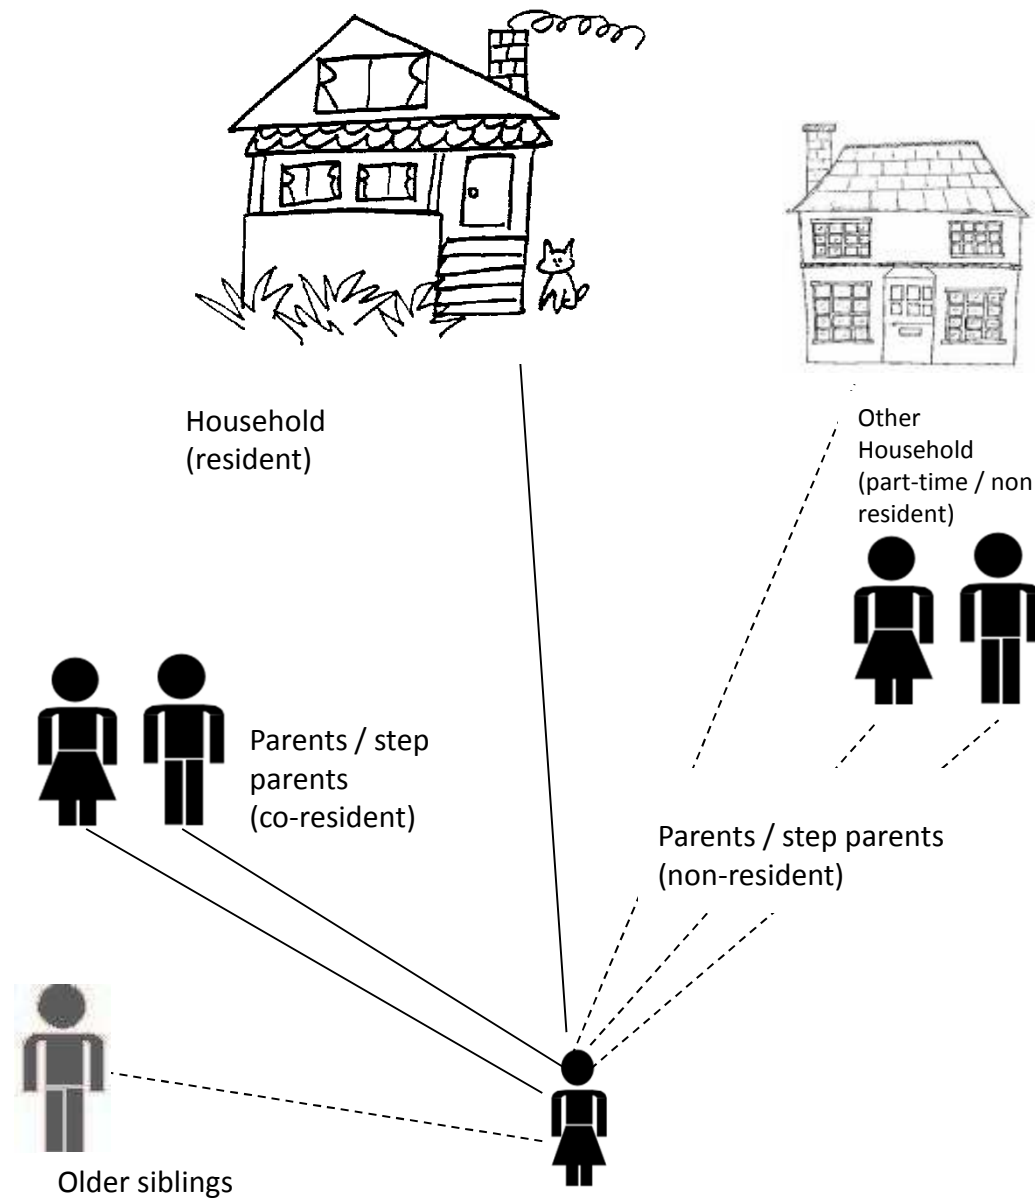 Household
(resident)
Other
Household
(part-time / non
resident)
Parents / step
parents
(co-resident)
Parents / step parents
(non-resident)
Older siblings